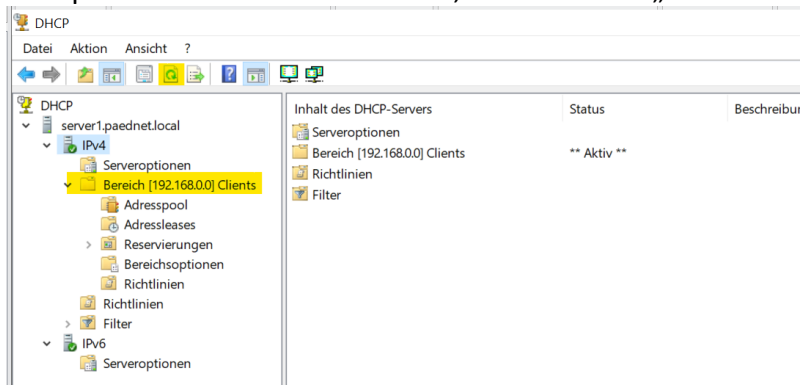 DHCP
Datei Aktion Ansicht ?
DHCP
server1.paednet.local
IPv4
Serveroptionen
Bereich [192.168.0.0] Clients
Adresspool
Adressleases
Reservierungen
Bereichsoptionen
Richtlinien
Richtlinien
Filter
IPv6
Serveroptionen
Inhalt des DHCP-Servers Status Beschreibun
Serveroptionen
Bereich [192.168.0.0] Clients ** Aktiv **
Richtlinien
Filter